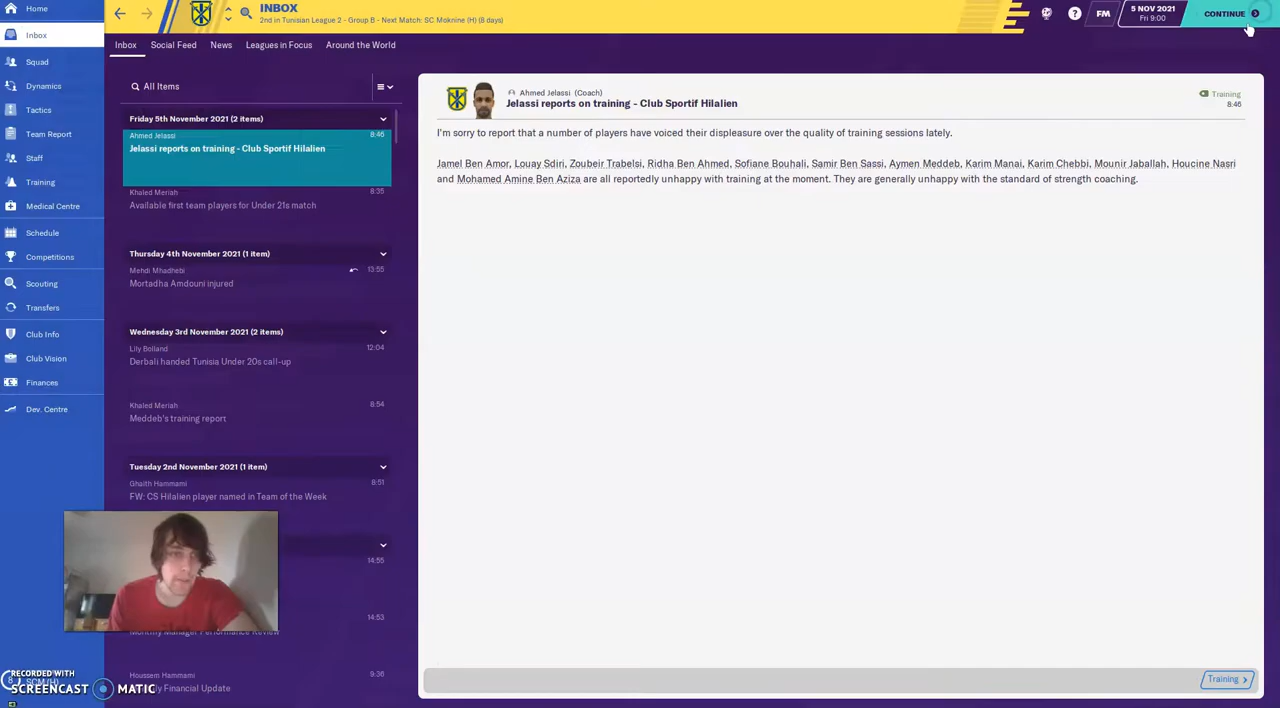 Home
Inbox
Squad
Dynamics
Tactics
Team Report
Staff
Training
Medical Centre
Schedule
Competitions
Scouting
Transfers
Club Info
Club Vision
Finances
Dev. Centre
SCM (H)
RECORDED WITH
SCREENCAST MATIC
INBOX
2nd in Tunisian League 2 - Group B - Next Match: SC Moknine (H) (8 days)
FM
5 NOV 2021
Fri 9:00
CONTINUE
Inbox Social Feed News Leagues in Focus Around the World
All Items
Friday 5th November 2021 (2 items)
Ahmed Jelassi 8:46
Jelassi reports on training - Club Sportif Hilalien
Khaled Meriah 8:35
Available first team players for Under 21s match
Thursday 4th November 2021 (1 item)
Mehdi Mhadhebi 13:55
Mortadha Amdouni injured
Wednesday 3rd November 2021 (2 items)
Lily Bolland 12:04
Derbali handed Tunisia Under 20s call-up
Khaled Meriah 8:54
Meddeb's training report
Tuesday 2nd November 2021 (1 item)
Ghaith Hammami 8:51
FW: CS Hilalien player named in Team of the Week
14:55
14:53
Monthly Manager Performance Review
Houssem Hammami 9:36
Financial Update
Ahmed Jelassi (Coach)
Jelassi reports on training - Club Sportif Hilalien
Training
8:46
I'm sorry to report that a number of players have voiced their displeasure over the quality of training sessions lately.
Jamel Ben Amor, Louay Sdiri, Zoubeir Trabelsi, Ridha Ben Ahmed, Sofiane Bouhali, Samir Ben Sassi, Aymen Meddeb, Karim Manai, Karim Chebbi, Mounir Jaballah, Houcine Nasri
and Mohamed Amine Ben Aziza are all reportedly unhappy with training at the moment. They are generally unhappy with the standard of strength coaching.
Training